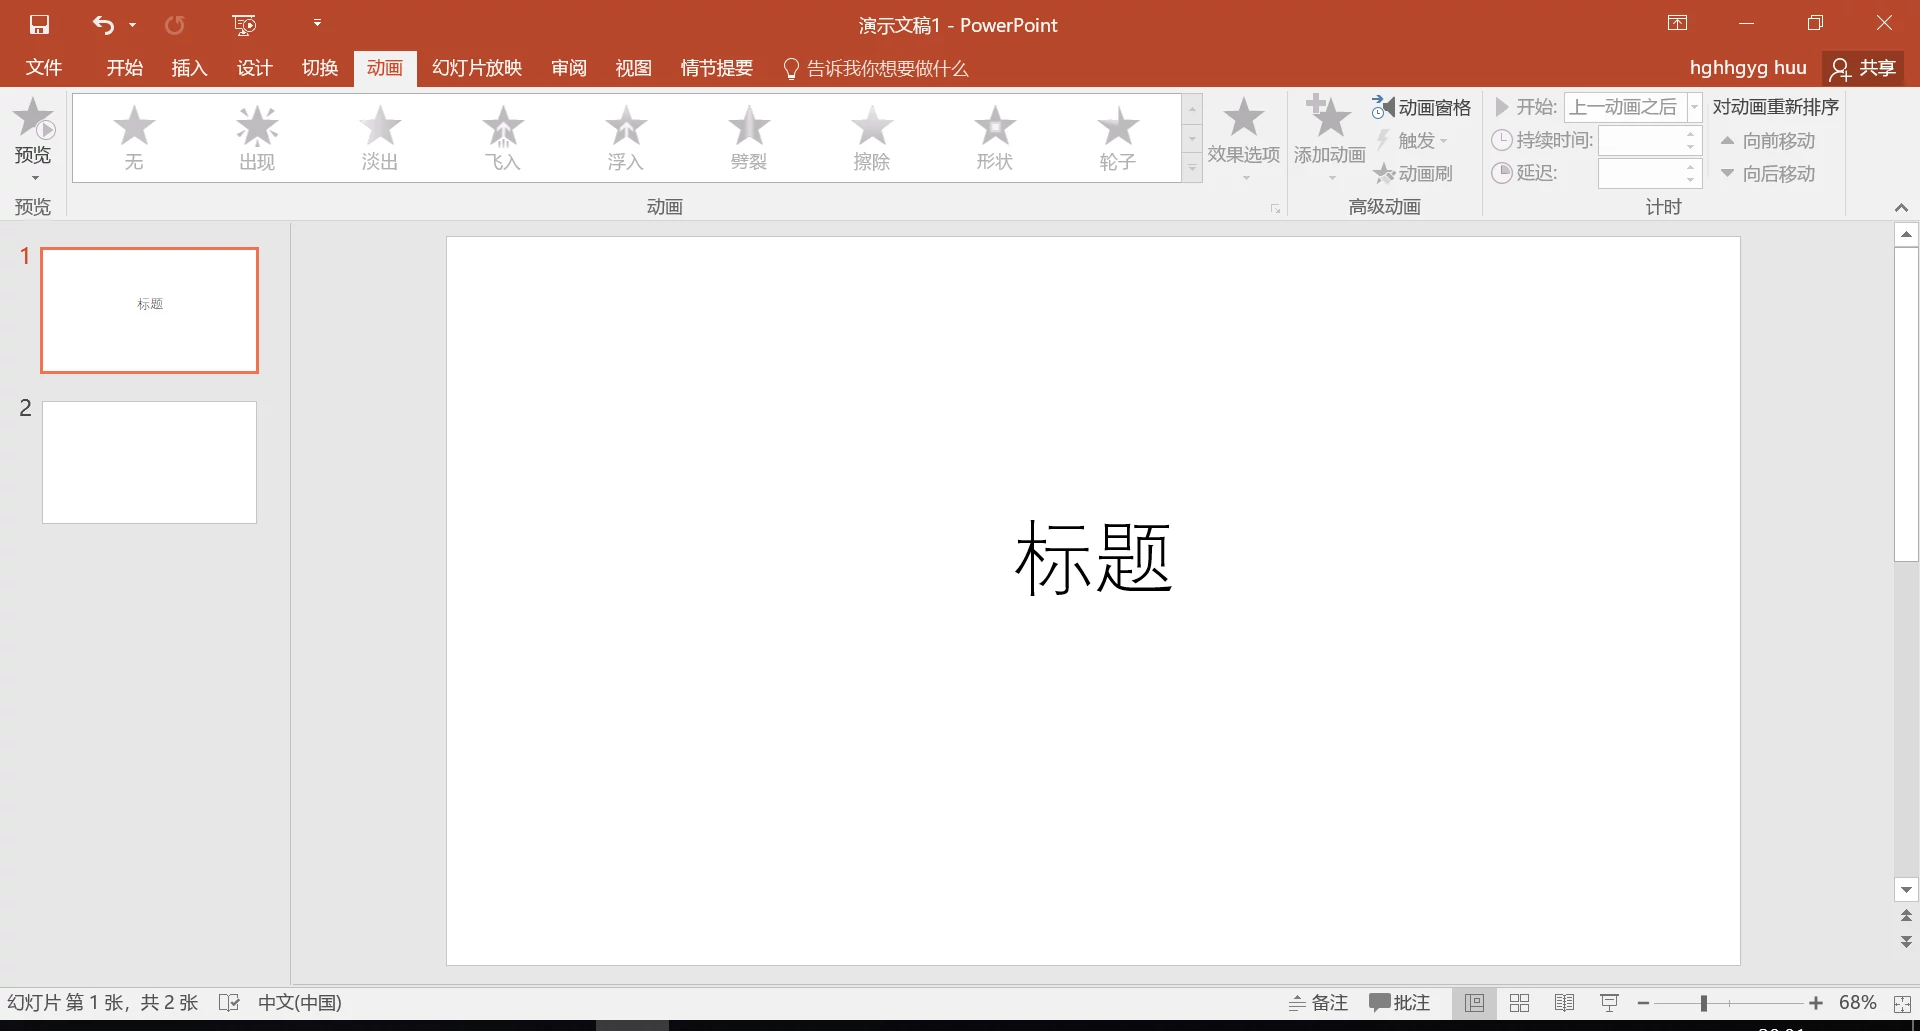 演示文稿1 - PowerPoint
文件 开始 插入 设计 切换 动画 幻灯片放映 审阅 视图 情节提要 告诉我你想要做什么 hghhgyg huu 共享
预览
无 出现 淡出 飞入 浮入 劈裂 擦除 形状 轮子
效果选项
添加动画
动画窗格
触发
动画刷
开始: 上一动画之后
持续时间:
延迟:
对动画重新排序
向前移动
向后移动
预览 动画 高级动画 计时
1
标题
2
标题
幻灯片 第 1 张，共 2 张 中文(中国) 备注 批注 68%